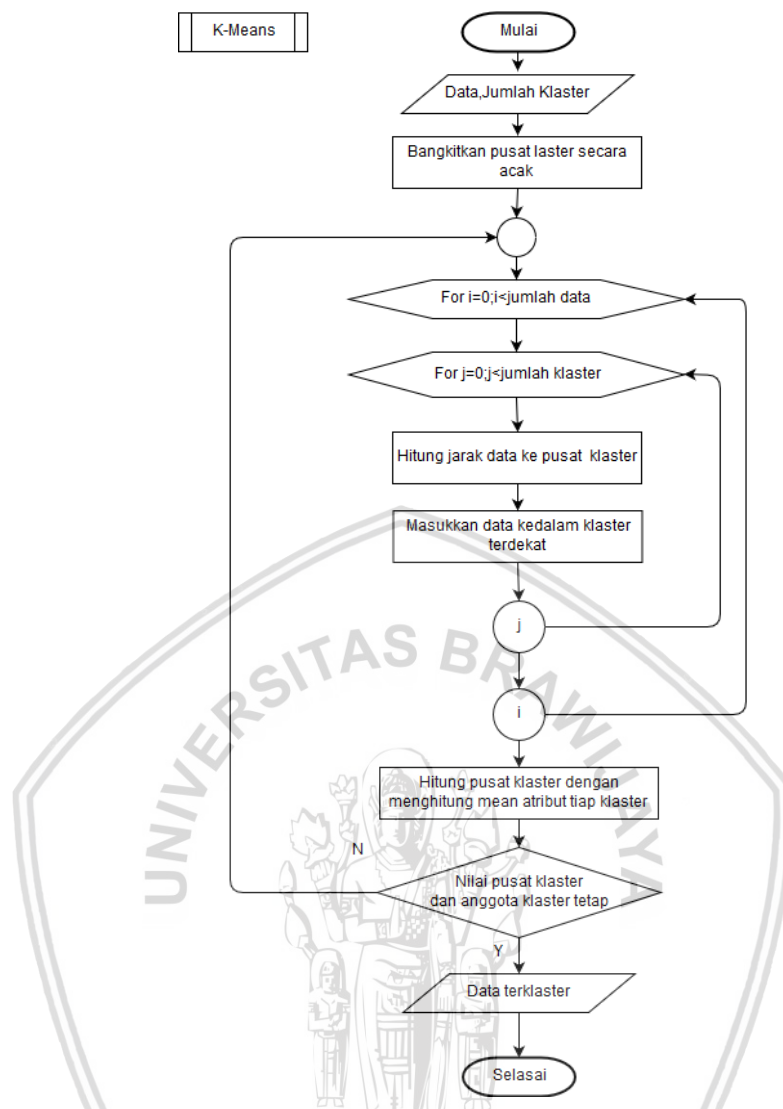 K-Means
Mulai
Data,Jumlah Klaster
Bangkitkan pusat laster secara
acak
For i=0;i<jumlah data
For j=0;j<jumlah klaster
Hitung jarak data ke pusat klaster
Masukkan data kedalam klaster
terdekat
j
i
UNIVERSITAS BRAWIJAYA
Hitung pusat klaster dengan
menghitung mean atribut tiap klaster
N
Nilai pusat klaster
dan anggota klaster tetap
Y
Data terklaster
Selasai